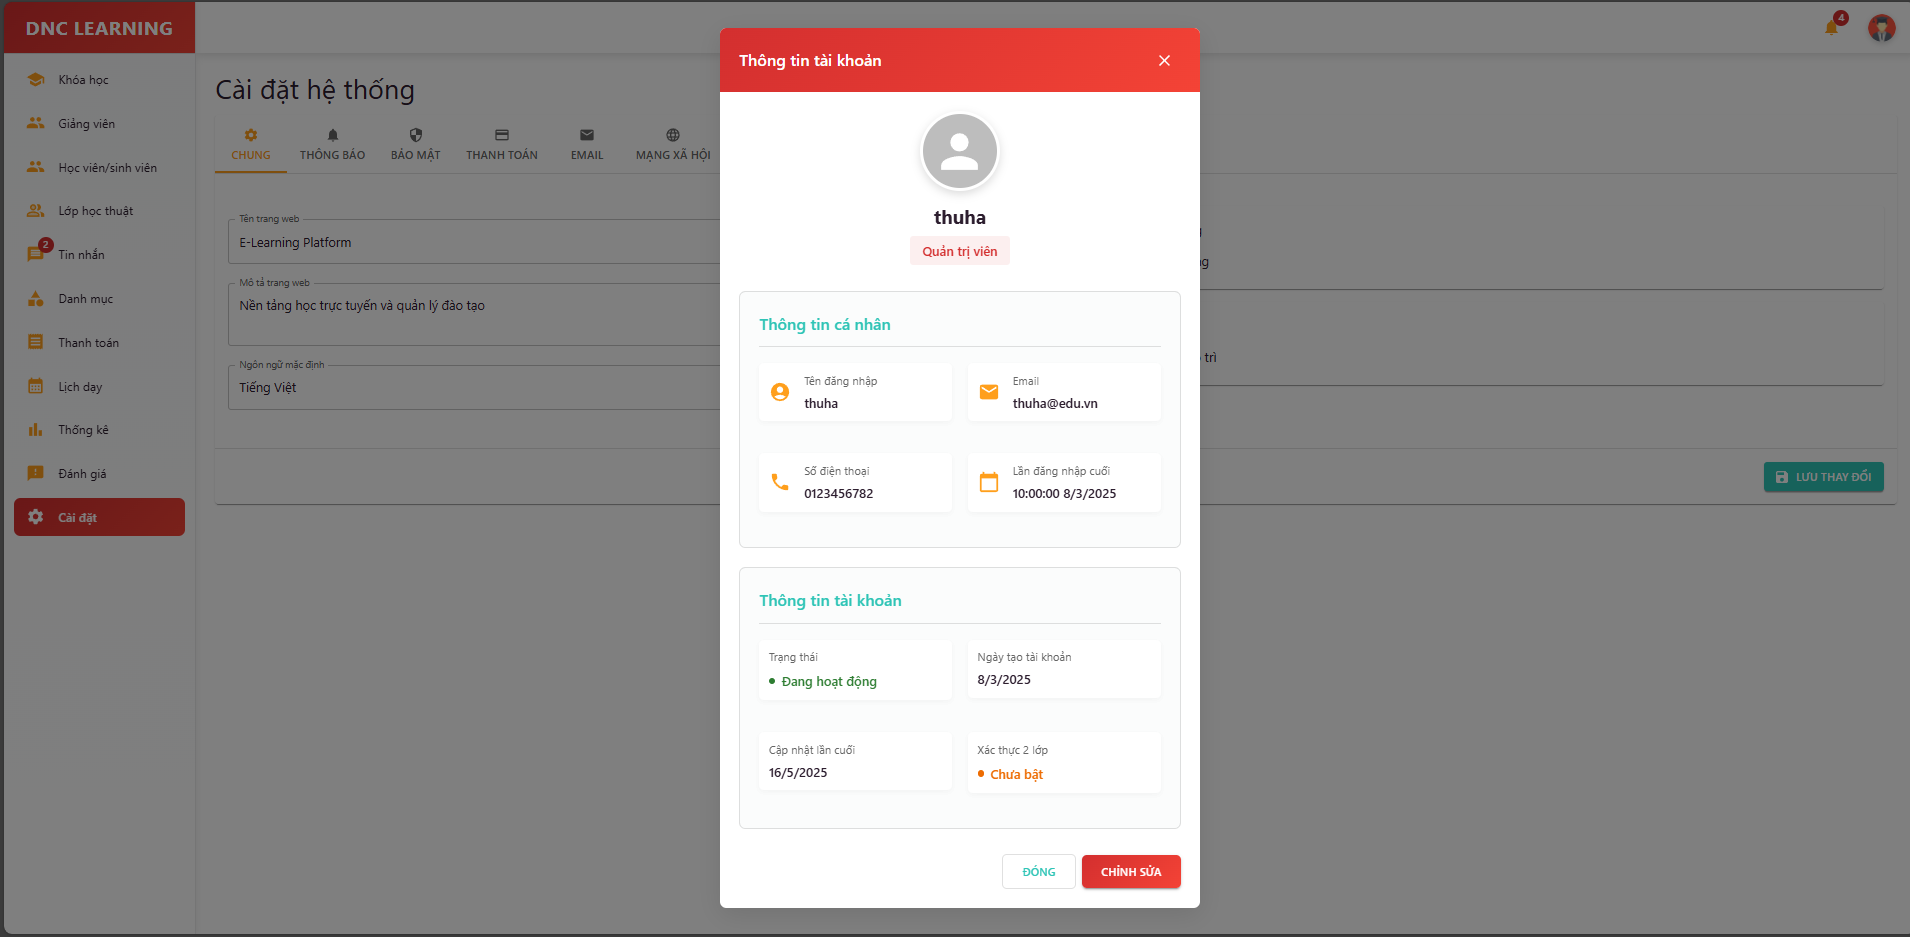 DNC LEARNING
4
Khóa học
Giảng viên
Học viên/sinh viên
Lớp học thuật
2
Tin nhắn
Danh mục
Thanh toán
Lịch dạy
Thống kê
Đánh giá
Cài đặt
Cài đặt hệ thống
CHUNG
THÔNG BÁO
BẢO MẬT
THANH TOÁN
EMAIL
MẠNG XÃ HỘI
Tên trang web
E-Learning Platform
Mô tả trang web
Nền tảng học trực tuyến và quản lý đào tạo
Ngôn ngữ mặc định
Tiếng Việt
trì
LƯU THAY ĐỔI
Thông tin tài khoản
thuha
Quản trị viên
Thông tin cá nhân
Tên đăng nhập
thuha
Email
thuha@edu.vn
Số điện thoại
0123456782
Lần đăng nhập cuối
10:00:00 8/3/2025
Thông tin tài khoản
Trạng thái
Đang hoạt động
Ngày tạo tài khoản
8/3/2025
Cập nhật lần cuối
16/5/2025
Xác thực 2 lớp
Chưa bật
ĐÓNG
CHỈNH SỬA